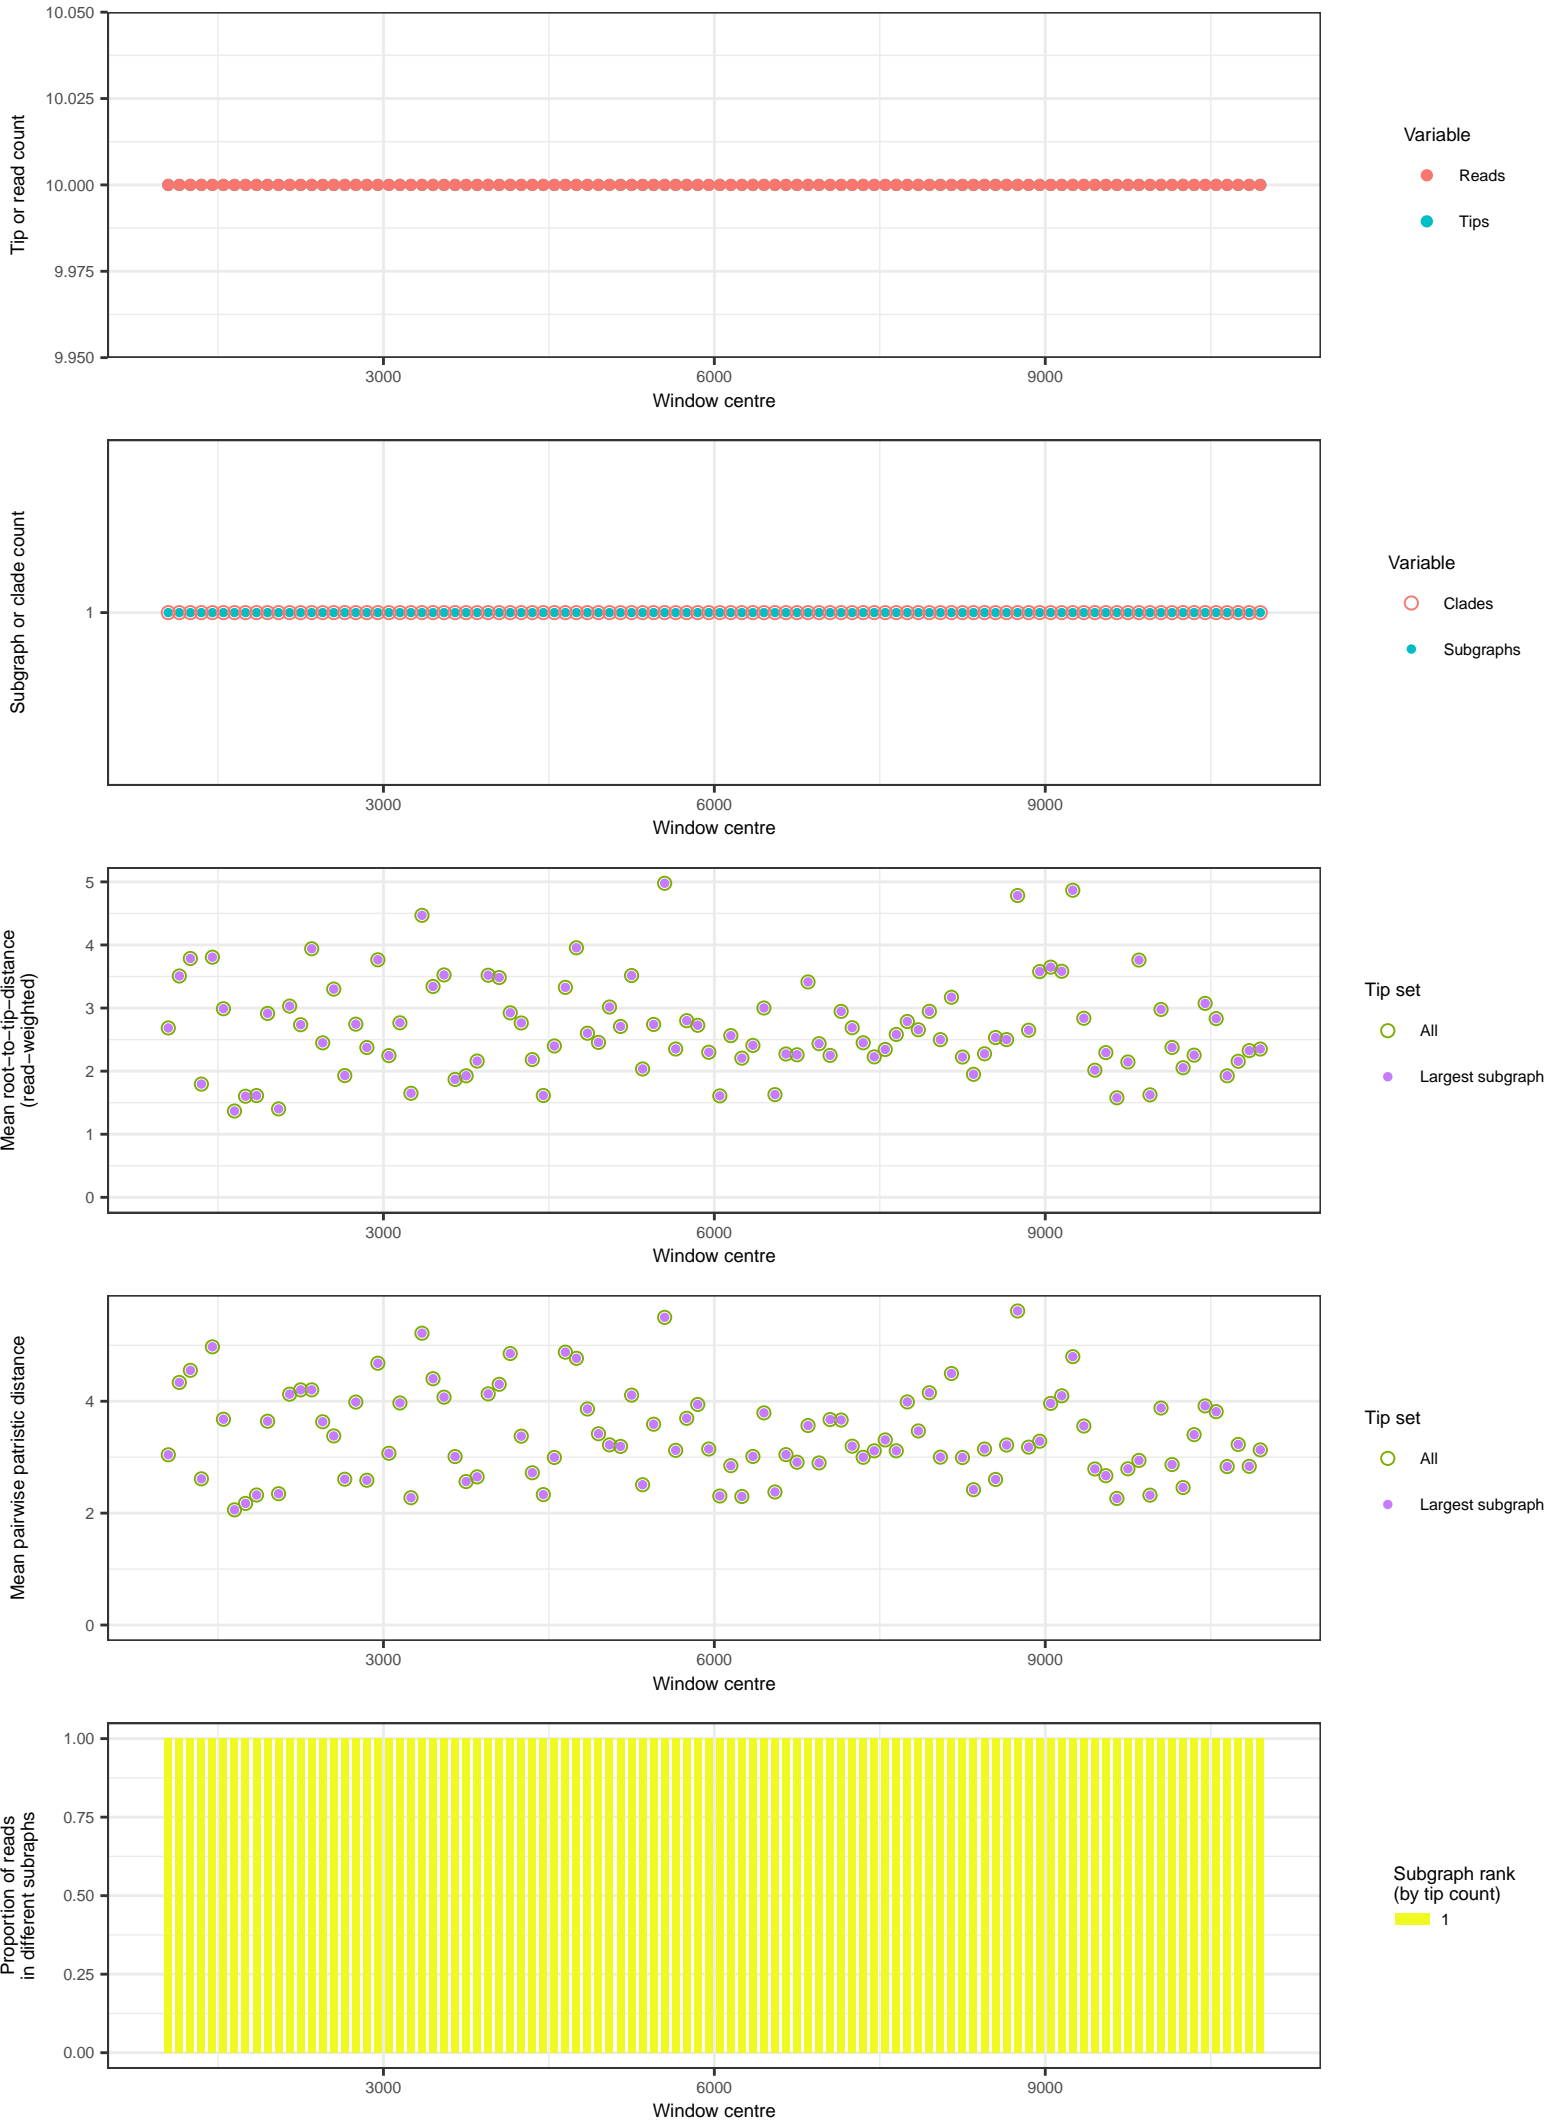 10.050
10.025
10.000
9.975
9.950
Tip or read count
3000
6000
9000
Window centre
Variable
Reads
Tips
1
Subgraph or clade count
3000
6000
9000
Window centre
Variable
Clades
Subgraphs
5
4
3
2
1
0
Mean root−to−tip−distance
(read−weighted)
3000
6000
9000
Window centre
Tip set
All
Largest subgraph
4
2
0
Mean pairwise patristic distance
3000
6000
9000
Window centre
Tip set
All
Largest subgraph
1.00
0.75
0.50
0.25
0.00
Proportion of reads
in different subraphs
3000
6000
9000
Window centre
Subgraph rank
(by tip count)
1